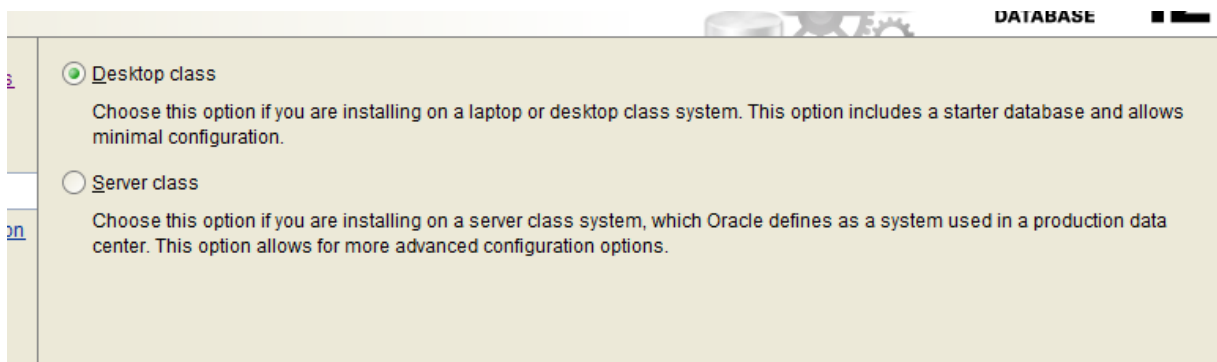 DATABASE
s
Desktop class
Choose this option if you are installing on a laptop or desktop class system. This option includes a starter database and allows
minimal configuration.
Server class
on
Choose this option if you are installing on a server class system, which Oracle defines as a system used in a production data
center. This option allows for more advanced configuration options.